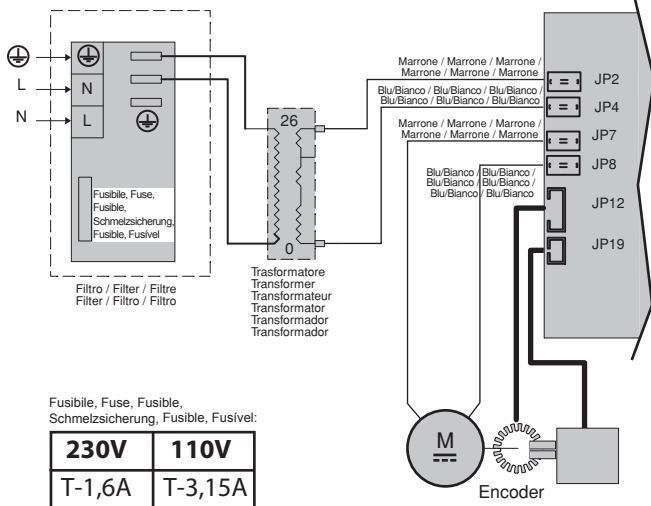 L
N
N
L
Fusibile, Fuse,
Fusible,
Schmelzsicherung,
Fusible, Fusível
Filtro / Filter / Filtre
Filter / Filtro / Filtro
26
0
Trasformatore
Transformer
Transformateur
Transformator
Transformador
Transformador
Marrone / Marrone / Marrone /
Marrone / Marrone / Marrone
Blu/Bianco / Blu/Bianco / Blu/Bianco /
Blu/Bianco / Blu/Bianco / Blu/Bianco
Marrone / Marrone / Marrone /
Marrone / Marrone / Marrone
Blu/Bianco / Blu/Bianco /
Blu/Bianco / Blu/Bianco /
Blu/Bianco / Blu/Bianco
JP2
JP4
JP7
JP8
JP12
JP19
M
Encoder
Fusibile, Fuse, Fusible,
Schmelzsicherung, Fusible, Fusível:
230V 110V
T-1,6A T-3,15A